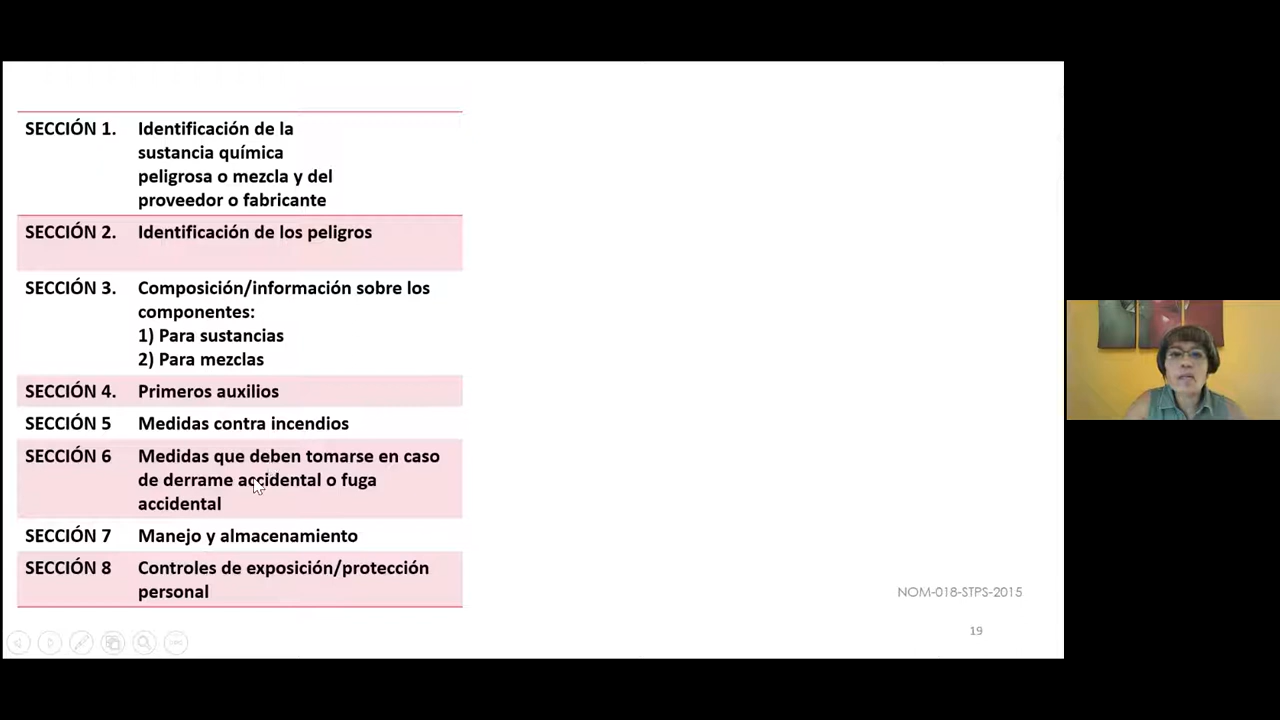 SECCIÓN 1. Identificación de la
sustancia química
peligrosa o mezcla y del
proveedor o fabricante
SECCIÓN 2. Identificación de los peligros
SECCIÓN 3. Composición/información sobre los
componentes:
1) Para sustancias
2) Para mezclas
SECCIÓN 4. Primeros auxilios
SECCIÓN 5 Medidas contra incendios
SECCIÓN 6 Medidas que deben tomarse en caso
de derrame accidental o fuga
accidental
SECCIÓN 7 Manejo y almacenamiento
SECCIÓN 8 Controles de exposición/protección
personal
NOM-018-STPS-2015
19